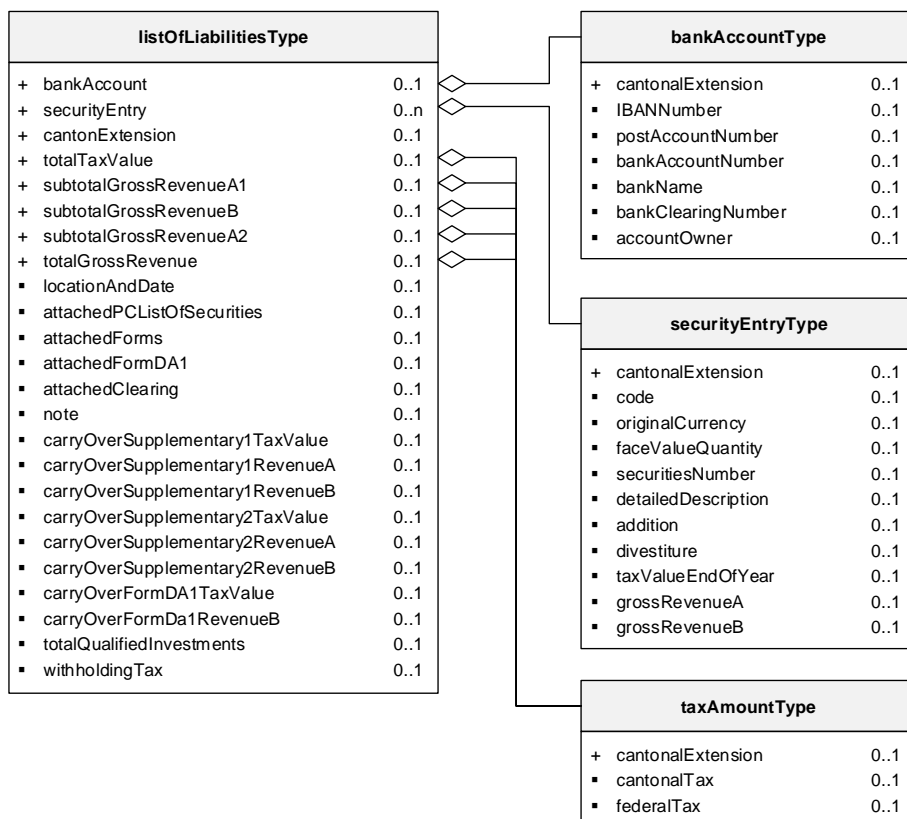 listOfLiabilitiesType
+ bankAccount 0..1
+ securityEntry 0..n
+ cantonExtension 0..1
+ totalTaxValue 0..1
+ subtotalGrossRevenueA1 0..1
+ subtotalGrossRevenueB 0..1
+ subtotalGrossRevenueA2 0..1
+ totalGrossRevenue 0..1
▪ locationAndDate 0..1
▪ attachedPCListOfSecurities 0..1
▪ attachedForms 0..1
▪ attachedFormDA1 0..1
▪ attachedClearing 0..1
▪ note 0..1
▪ carryOverSupplementary1TaxValue 0..1
▪ carryOverSupplementary1RevenueA 0..1
▪ carryOverSupplementary1RevenueB 0..1
▪ carryOverSupplementary2TaxValue 0..1
▪ carryOverSupplementary2RevenueA 0..1
▪ carryOverSupplementary2RevenueB 0..1
▪ carryOverFormDA1TaxValue 0..1
▪ carryOverFormDa1RevenueB 0..1
▪ totalQualifiedInvestments 0..1
▪ withholdingTax 0..1
bankAccountType
+ cantonalExtension 0..1
▪ IBANNumber 0..1
▪ postAccountNumber 0..1
▪ bankAccountNumber 0..1
▪ bankName 0..1
▪ bankClearingNumber 0..1
▪ accountOwner 0..1
securityEntryType
+ cantonalExtension 0..1
▪ code 0..1
▪ originalCurrency 0..1
▪ faceValueQuantity 0..1
▪ securitiesNumber 0..1
▪ detailedDescription 0..1
▪ addition 0..1
▪ divestiture 0..1
▪ taxValueEndOfYear 0..1
▪ grossRevenueA 0..1
▪ grossRevenueB 0..1
taxAmountType
+ cantonalExtension 0..1
▪ cantonalTax 0..1
▪ federalTax 0..1